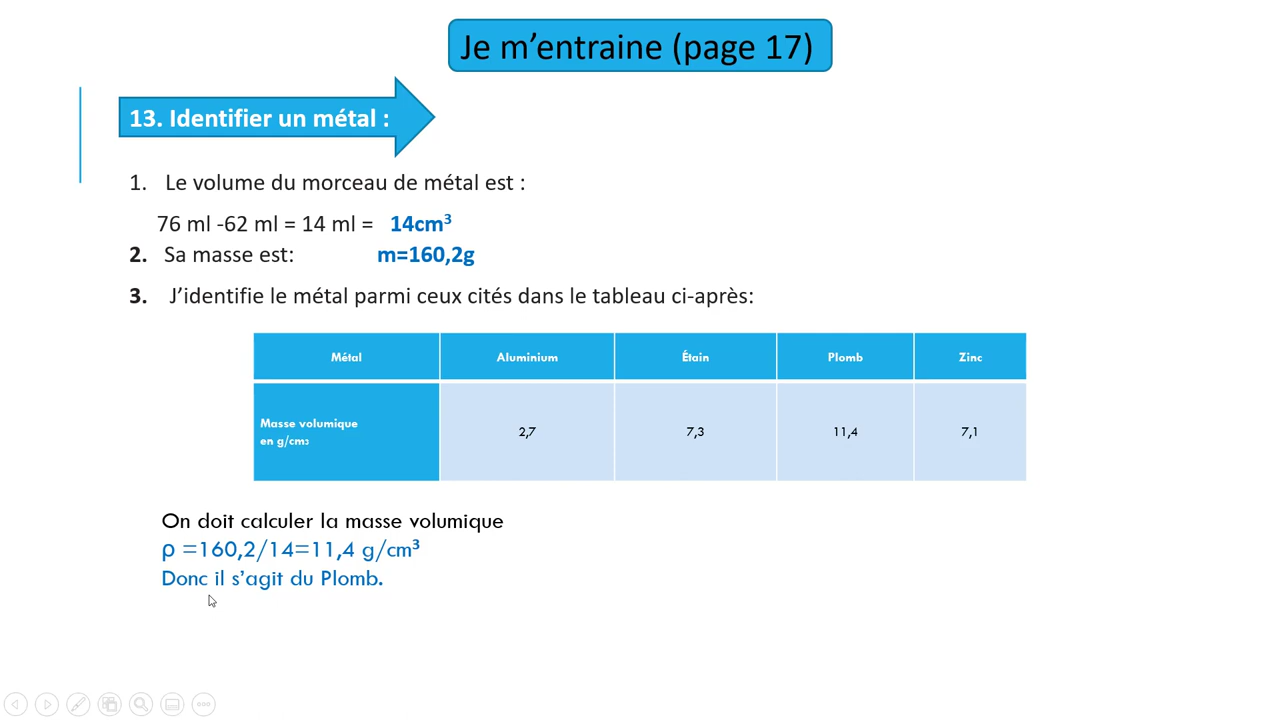 Je m’entraine (page 17)
13. Identifier un métal :
1. Le volume du morceau de métal est :
76 ml -62 ml = 14 ml = 14cm³
2. Sa masse est: m=160,2g
3. J’identifie le métal parmi ceux cités dans le tableau ci-après:
Métal Aluminium Étain Plomb Zinc
Masse volumique
en g/cm3
2,7 7,3 11,4 7,1
On doit calculer la masse volumique
ρ =160,2/14=11,4 g/cm³
Donc il s’agit du Plomb.